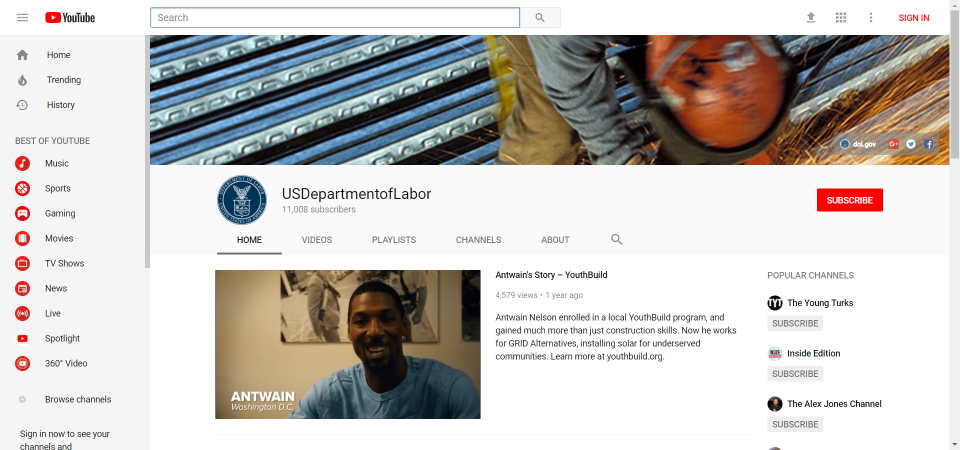 YouTube
Search
SIGN IN
Home
Trending
History
BEST OF YOUTUBE
Music
Sports
Gaming
Movies
TV Shows
News
Live
Spotlight
360° Video
Browse channels
Sign in now to see your
channels and
dol.gov
USDepartmentofLabor
11,008 subscribers
SUBSCRIBE
HOME
VIDEOS
PLAYLISTS
CHANNELS
ABOUT
ANTWAIN
Washington D.C.
Antwain's Story – YouthBuild
4,579 views • 1 year ago
Antwain Nelson enrolled in a local YouthBuild program, and
gained much more than just construction skills. Now he works
for GRID Alternatives, installing solar for underserved
communities. Learn more at youthbuild.org.
POPULAR CHANNELS
TYT
The Young Turks
SUBSCRIBE
Inside Edition
SUBSCRIBE
The Alex Jones Channel
SUBSCRIBE